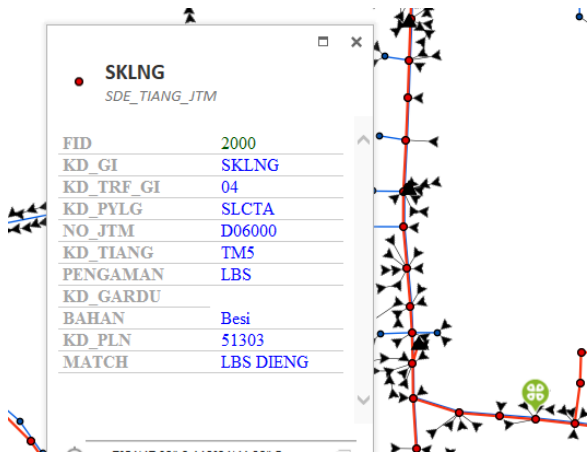 SKLNG
SDE_TIANG_JTM
FID 2000
KD_GI SKLNG
KD_TRF_GI 04
KD_PYLG SLCTA
NO_JTM D06000
KD_TIANG TM5
PENGAMAN LBS
KD_GARDU
BAHAN Besi
KD_PLN 51303
MATCH LBS DIENG